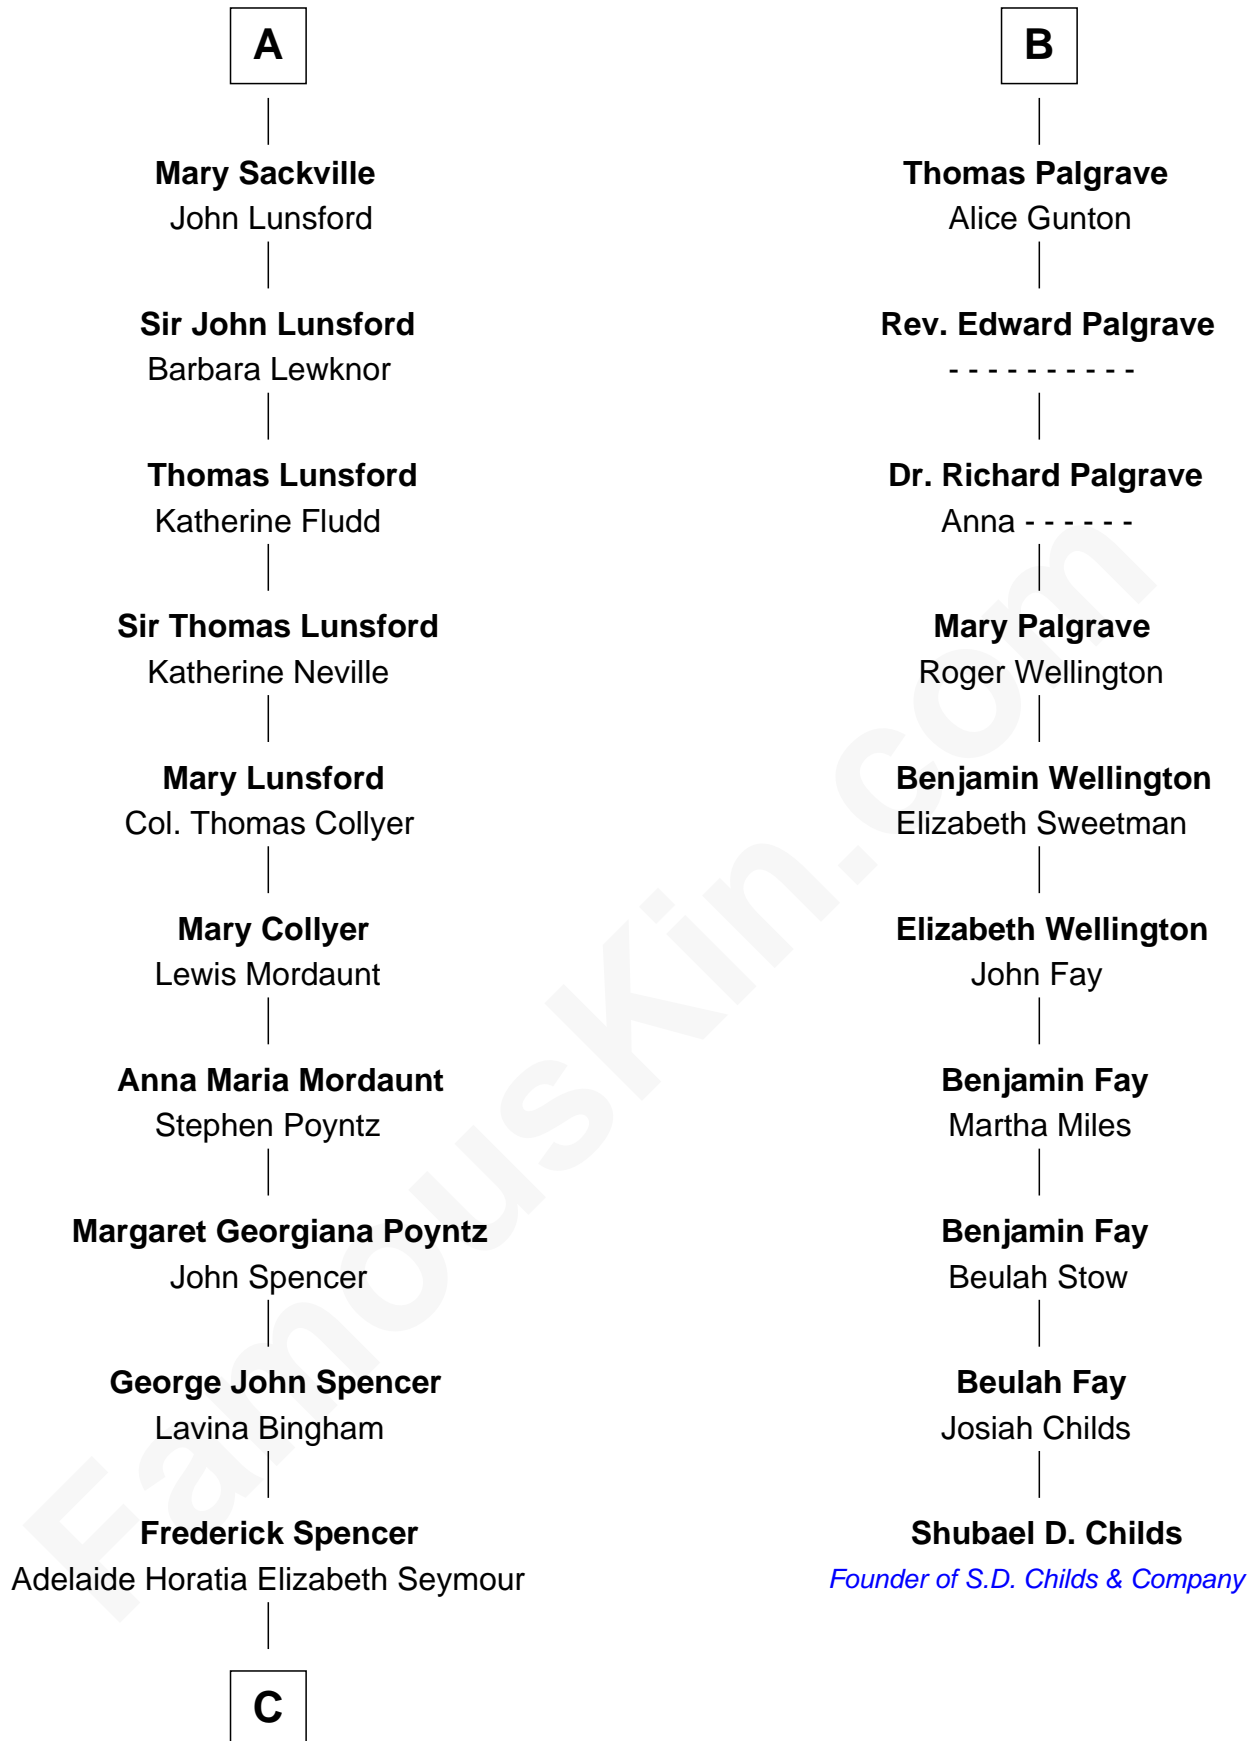 A
Mary Sackville
John Lunsford
Sir John Lunsford
Barbara Lewknor
Thomas Lunsford
Katherine Fludd
Sir Thomas Lunsford
Katherine Neville
Mary Lunsford
Col. Thomas Collyer
Mary Collyer
Lewis Mordaunt
Anna Maria Mordaunt
Stephen Poyntz
Margaret Georgiana Poyntz
John Spencer
George John Spencer
Lavina Bingham
Frederick Spencer
Adelaide Horatia Elizabeth Seymour
C
B
Thomas Palgrave
Alice Gunton
Rev. Edward Palgrave
- - - - - - - - - -
Dr. Richard Palgrave
Anna - - - - - -
Mary Palgrave
Roger Wellington
Benjamin Wellington
Elizabeth Sweetman
Elizabeth Wellington
John Fay
Benjamin Fay
Martha Miles
Benjamin Fay
Beulah Stow
Beulah Fay
Josiah Childs
Shubael D. Childs
Founder of S.D. Childs & Company
FamousKin.com